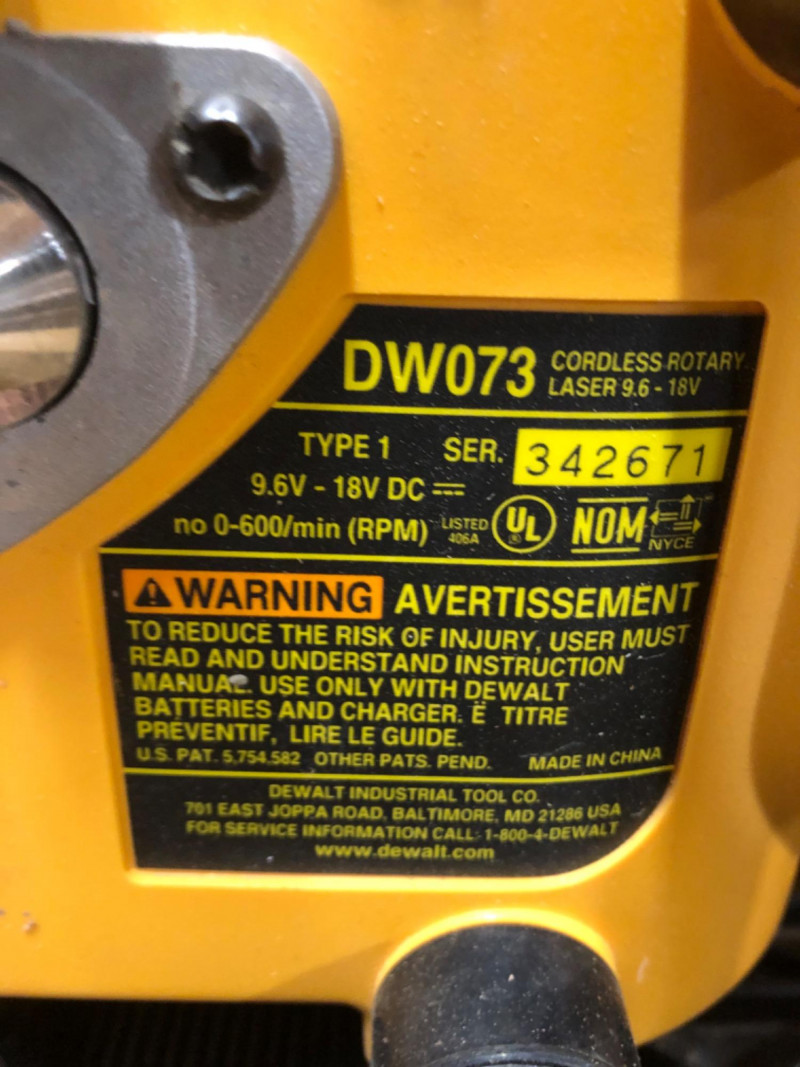 DW073 CORDLESS ROTARY
LASER 9.6 - 18V
TYPE 1 SER. 342671
9.6V - 18V DC
no 0-600/min (RPM) LISTED 406A UL ® NOM NYCE
WARNING AVERTISSEMENT
TO REDUCE THE RISK OF INJURY, USER MUST
READ AND UNDERSTAND INSTRUCTION
MANUAL. USE ONLY WITH DEWALT
BATTERIES AND CHARGER. Ë TITRE
PREVENTIF, LIRE LE GUIDE.
U.S. PAT. 5,754,582 OTHER PATS. PEND. MADE IN CHINA
DEWALT INDUSTRIAL TOOL CO.
701 EAST JOPPA ROAD, BALTIMORE, MD 21286 USA
FOR SERVICE INFORMATION CALL: 1-800-4-DEWALT
www.dewalt.com